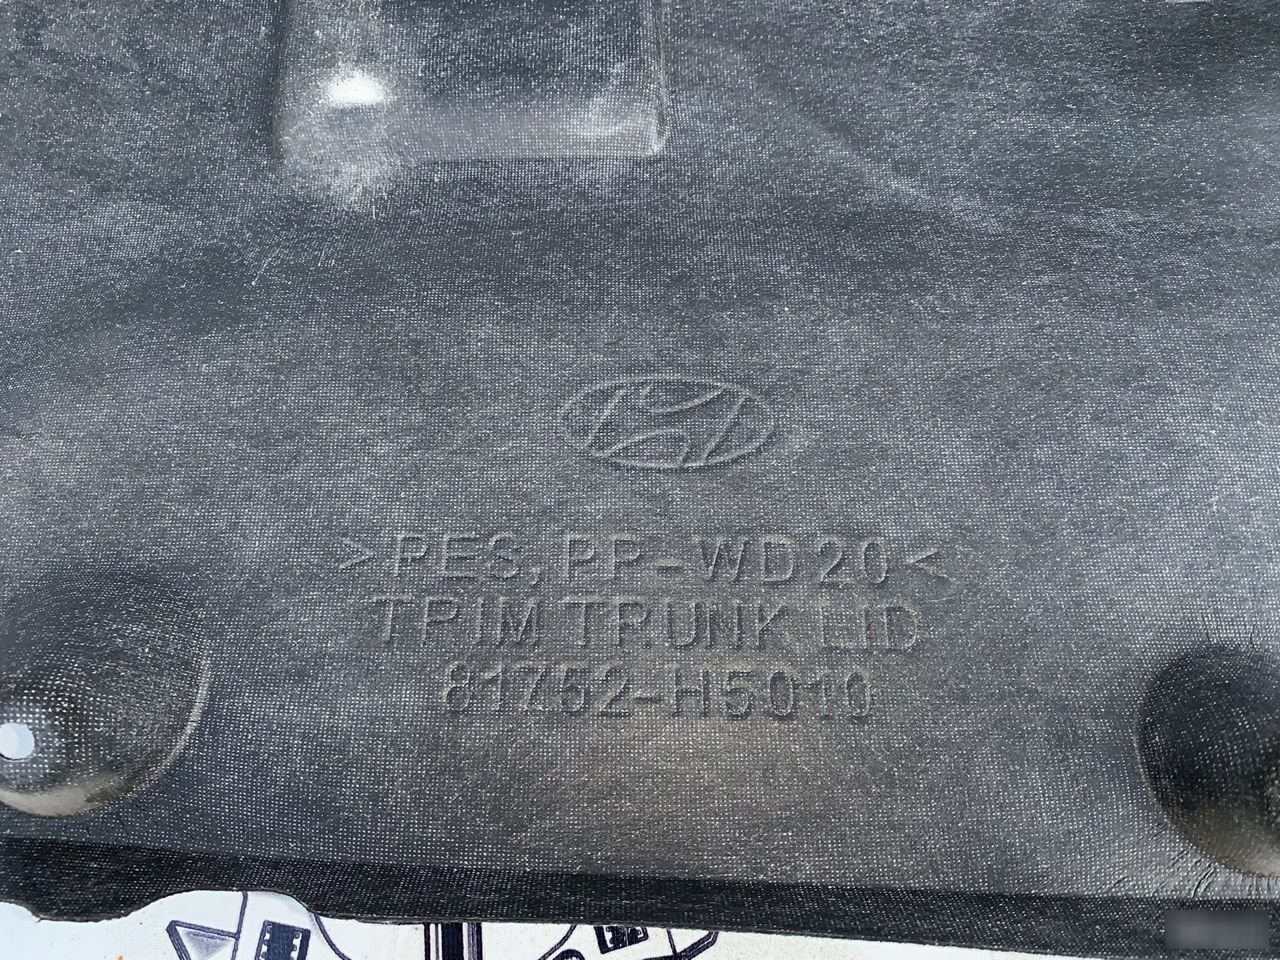 >PES, PP-WD20<
TRIM TRUNK LID
81752-H5010